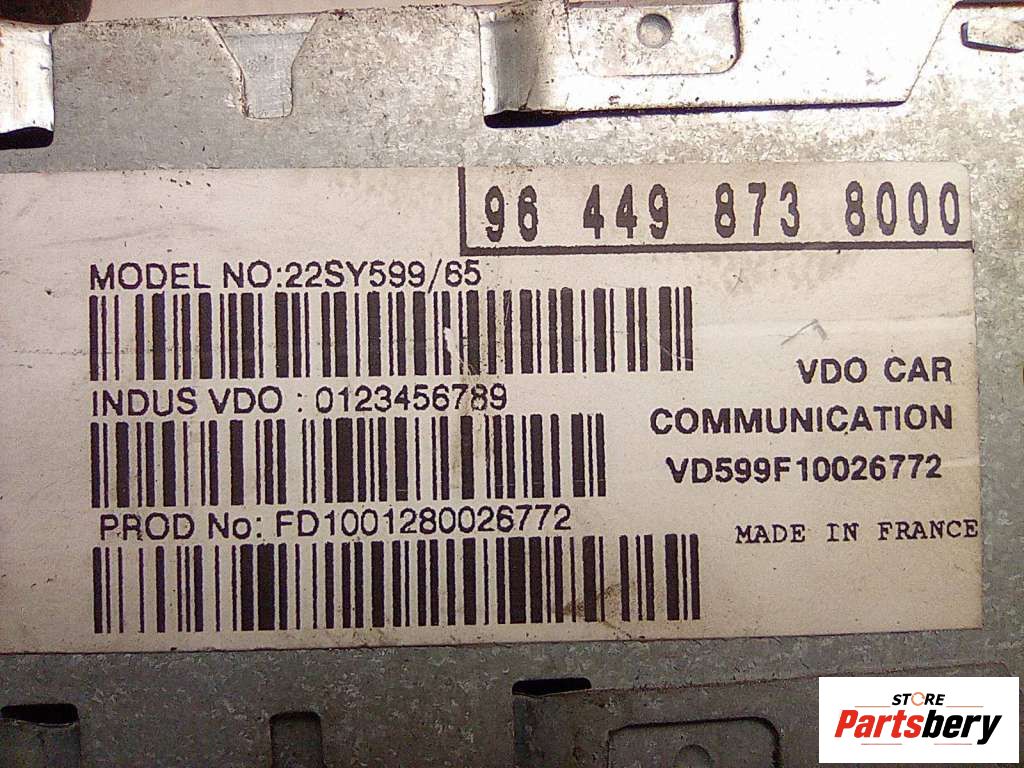 96 449 873 8000
MODEL NO:22SY599/65
INDUS VDO : 0123456789
PROD No: FD1001280026772
VDO CAR
COMMUNICATION
VD599F10026772
MADE IN FRANCE
STORE
Partsbery